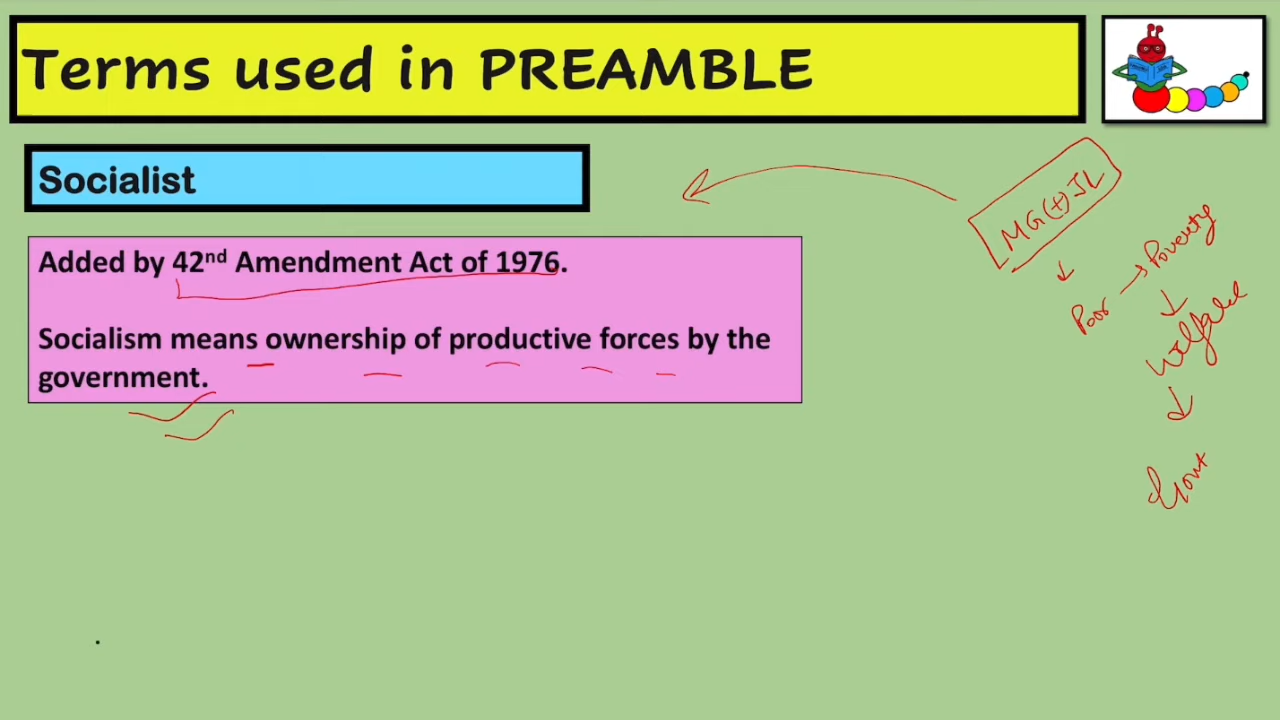 Terms used in PREAMBLE
Socialist
Added by 42nd Amendment Act of 1976.
Socialism means ownership of productive forces by the
government.
MG(+)JL
Poor → Poverty
Welfare
Govt